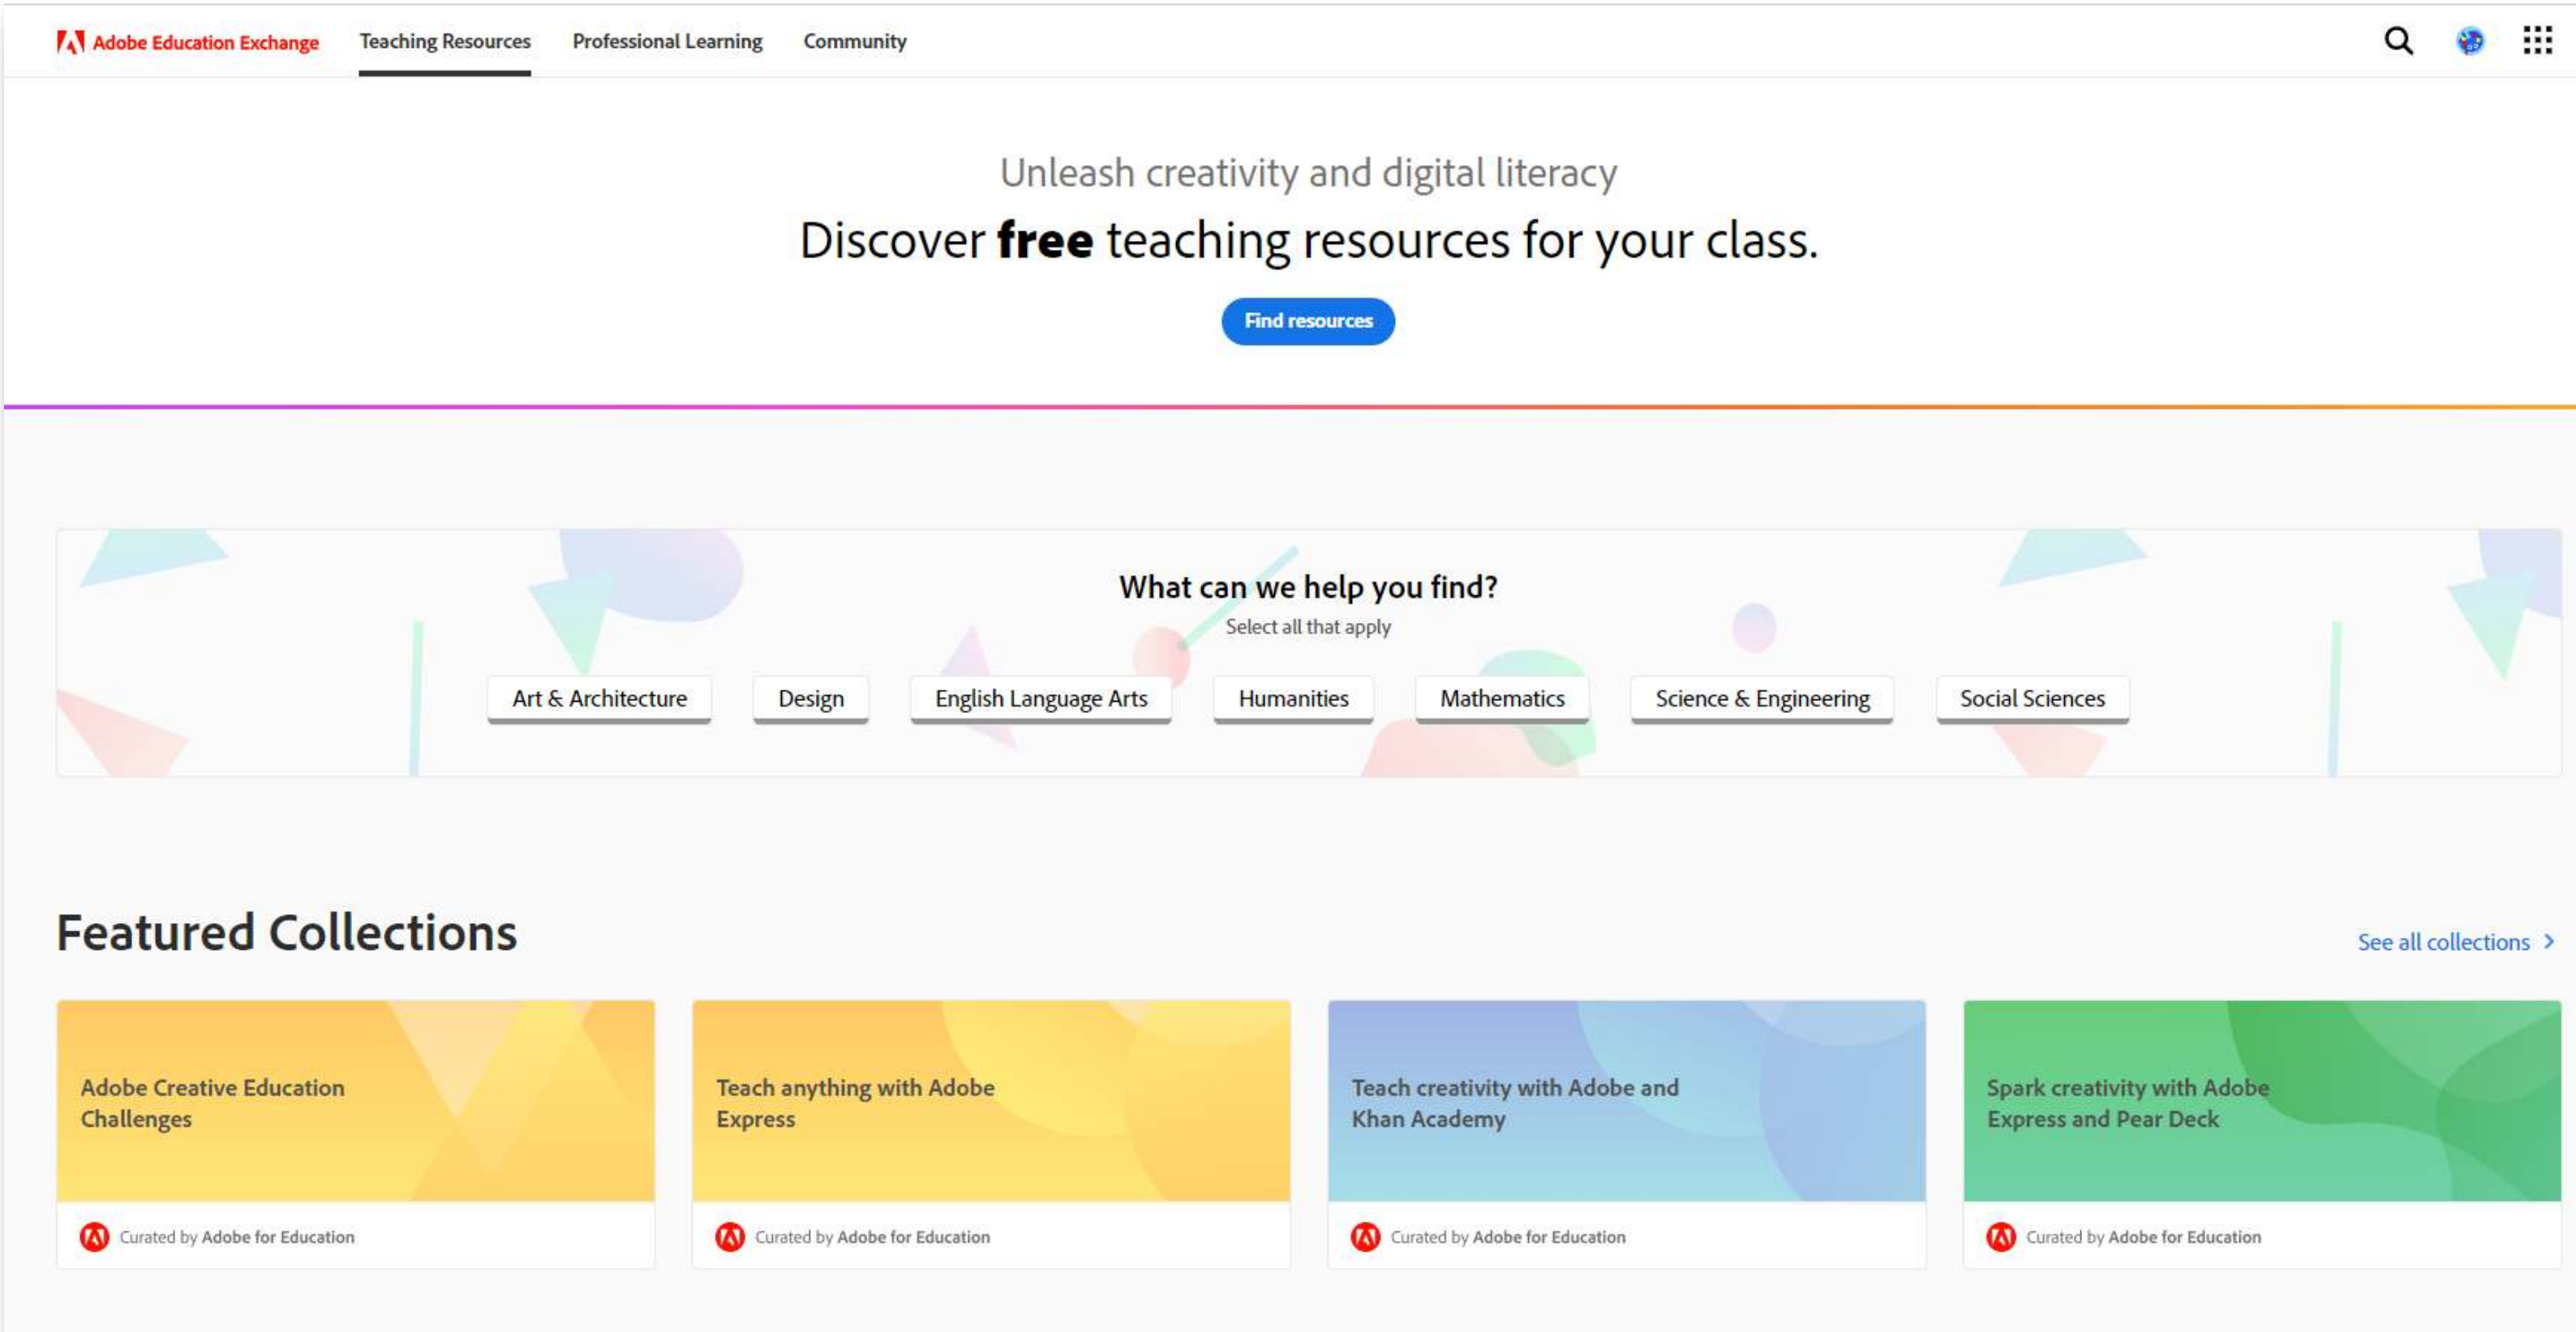 Adobe Education Exchange
Teaching Resources
Professional Learning
Community
Unleash creativity and digital literacy
Discover free teaching resources for your class.
Find resources
What can we help you find?
Select all that apply
Art & Architecture
Design
English Language Arts
Humanities
Mathematics
Science & Engineering
Social Sciences
Featured Collections
See all collections
Adobe Creative Education
Challenges
Curated by Adobe for Education
Teach anything with Adobe
Express
Curated by Adobe for Education
Teach creativity with Adobe and
Khan Academy
Curated by Adobe for Education
Spark creativity with Adobe
Express and Pear Deck
Curated by Adobe for Education